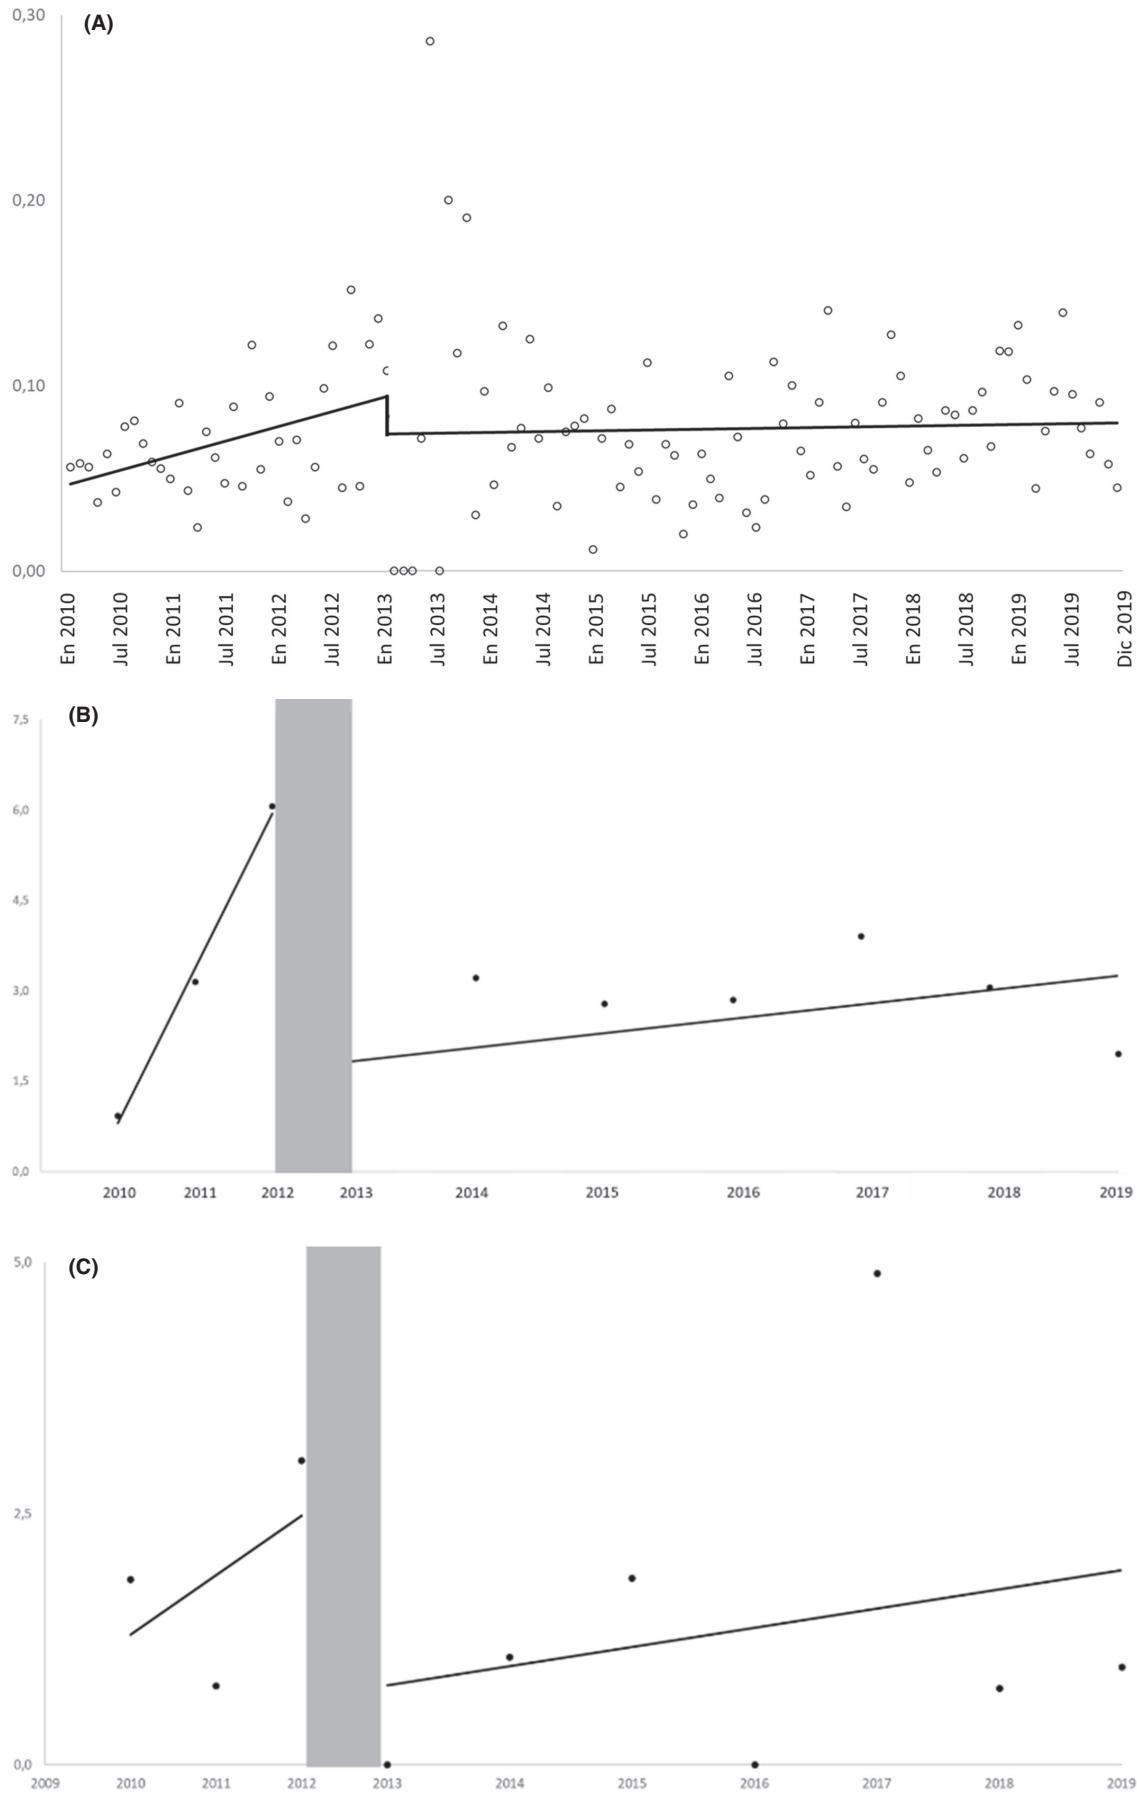 (A)
0,30
0,20
0,10
0,00
En 2010
Jul 2010
En 2011
Jul 2011
En 2012
Jul 2012
En 2013
Jul 2013
En 2014
Jul 2014
En 2015
Jul 2015
En 2016
Jul 2016
En 2017
Jul 2017
En 2018
Jul 2018
En 2019
Jul 2019
Dic 2019
(B)
7,5
6,0
4,5
3,0
1,5
0,0
2010 2011 2012 2013 2014 2015 2016 2017 2018 2019
(C)
5,0
2,5
0,0
2009 2010 2011 2012 2013 2014 2015 2016 2017 2018 2019